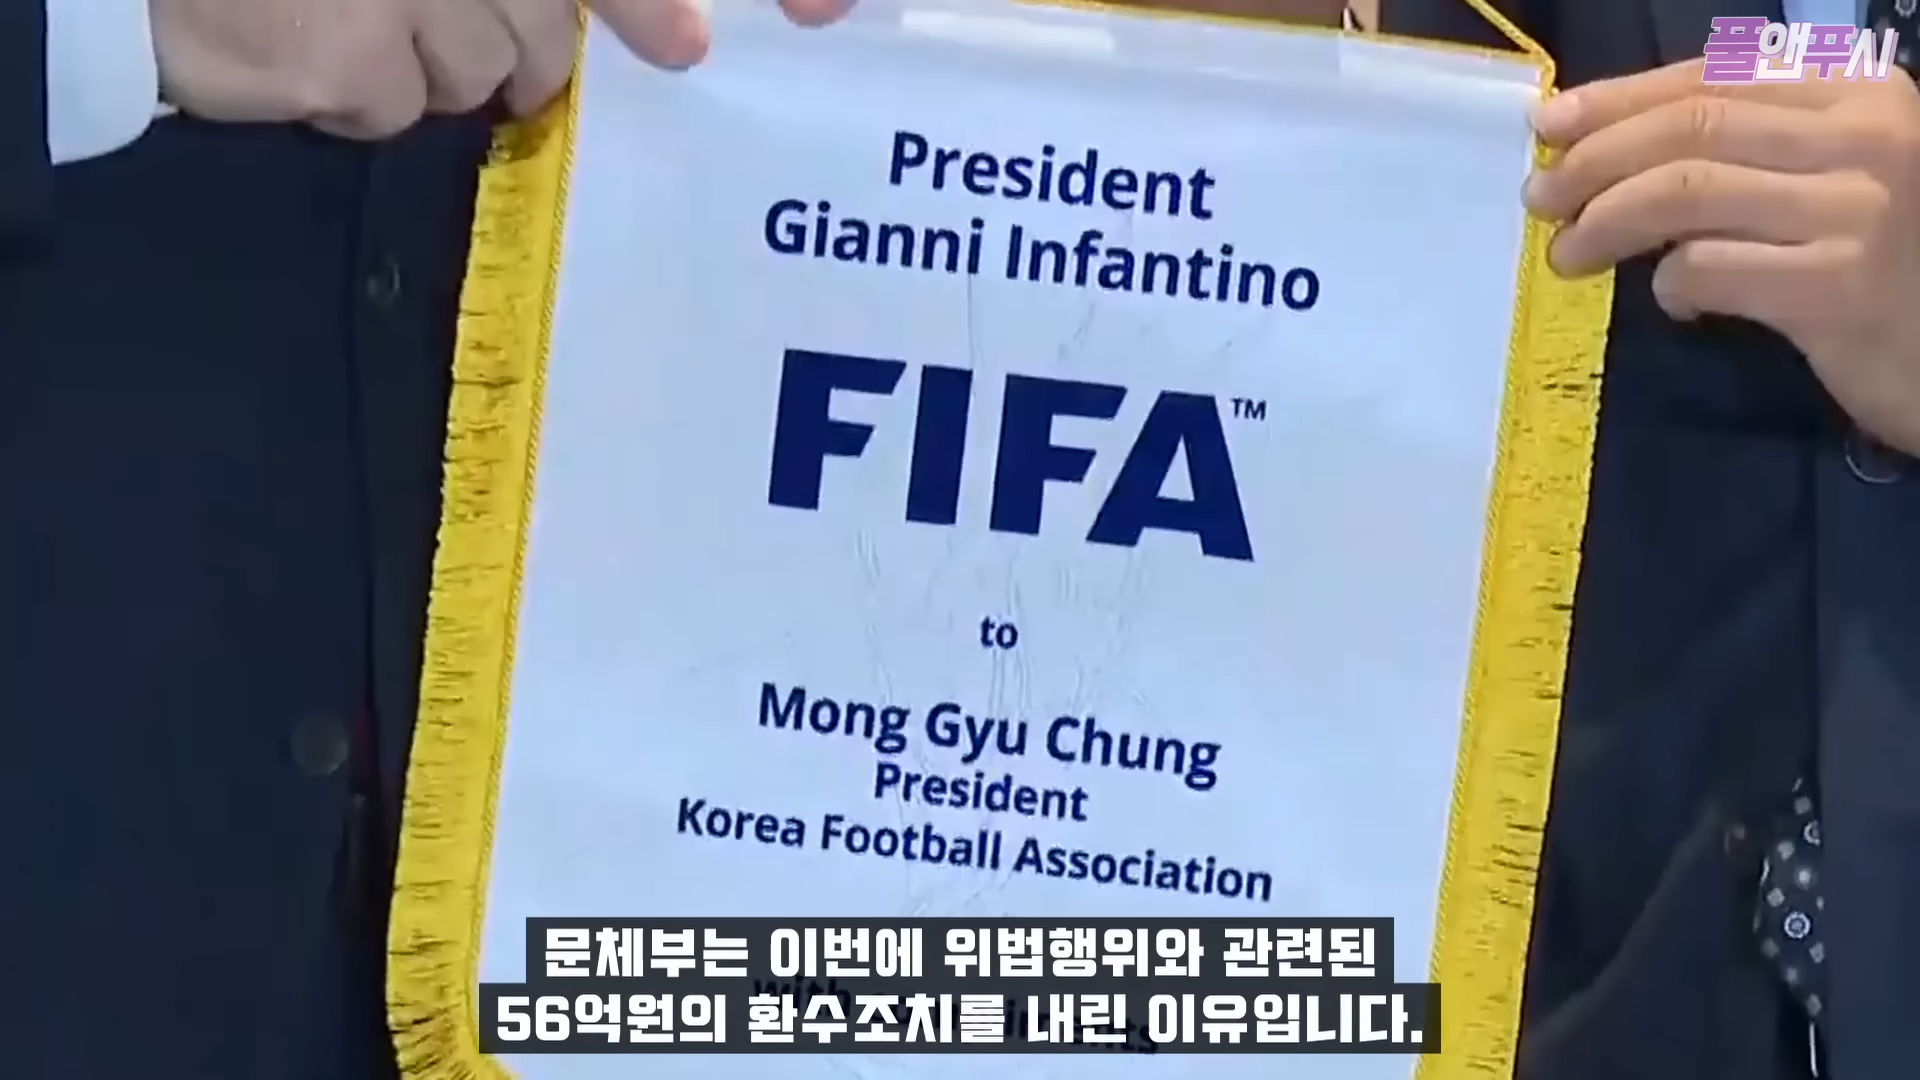 풀앤푸시
President
Gianni Infantino
FIFA™
to
Mong Gyu Chung
President
Korea Football Association
문체부는 이번에 위법행위와 관련된
56억원의 환수조치를 내린 이유입니다.